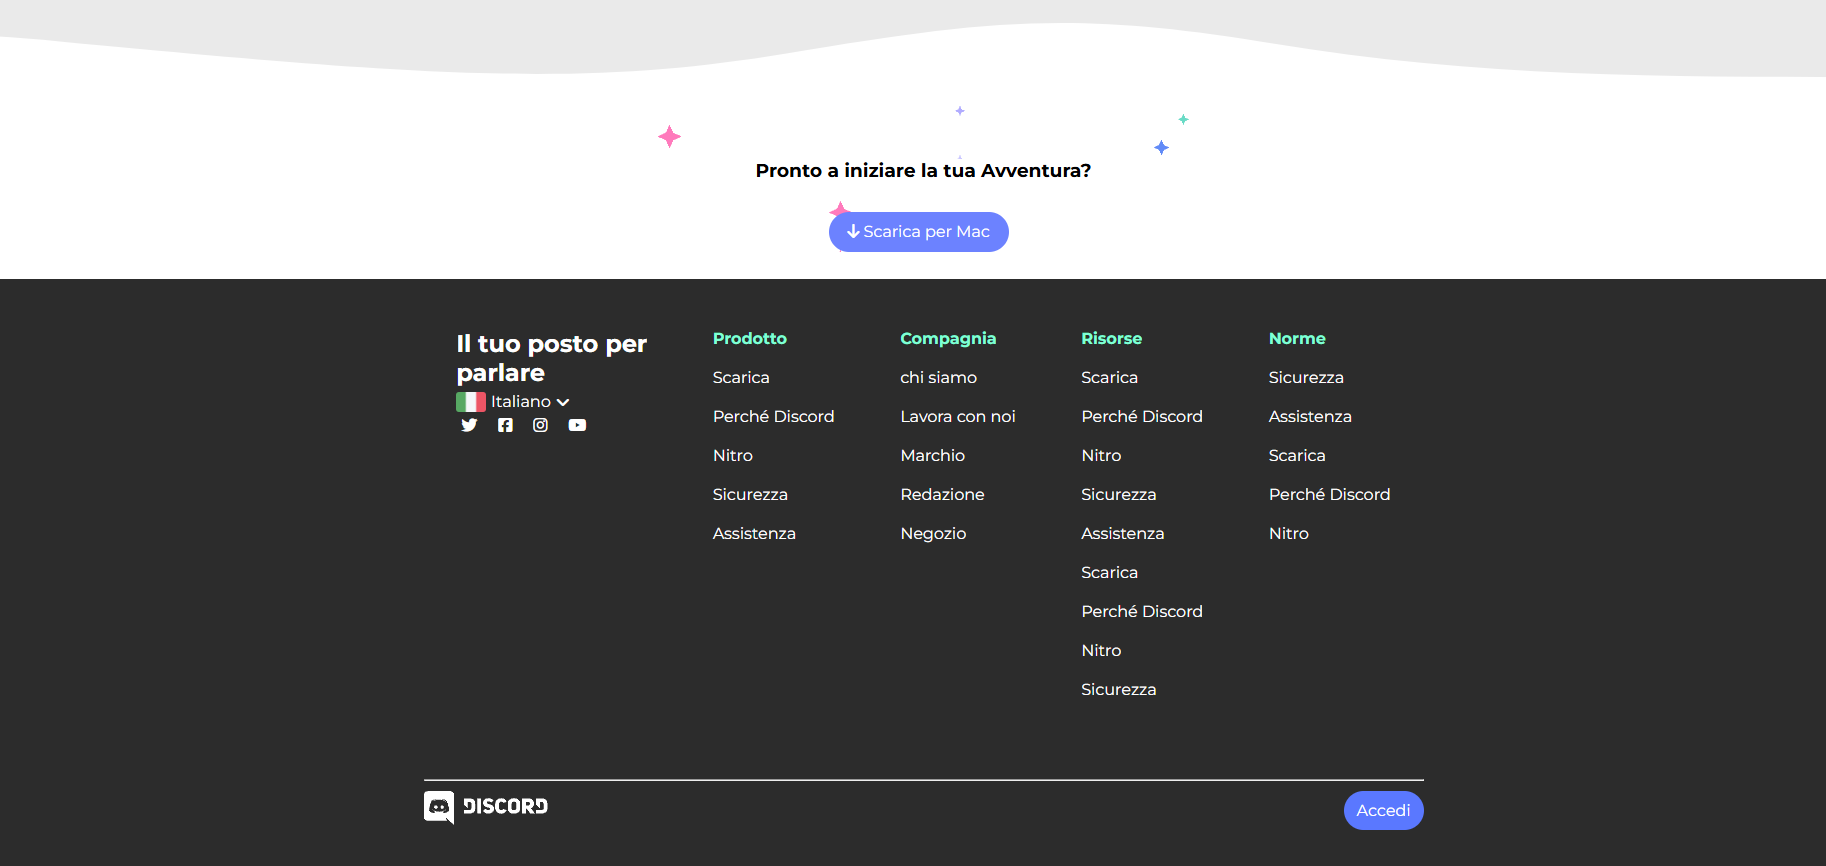 Pronto a iniziare la tua Avventura?
Scarica per Mac
Il tuo posto per
parlare
Italiano
Prodotto
Scarica
Perché Discord
Nitro
Sicurezza
Assistenza
Compagnia
chi siamo
Lavora con noi
Marchio
Redazione
Negozio
Risorse
Scarica
Perché Discord
Nitro
Sicurezza
Assistenza
Scarica
Perché Discord
Nitro
Sicurezza
Norme
Sicurezza
Assistenza
Scarica
Perché Discord
Nitro
DISCORD
Accedi